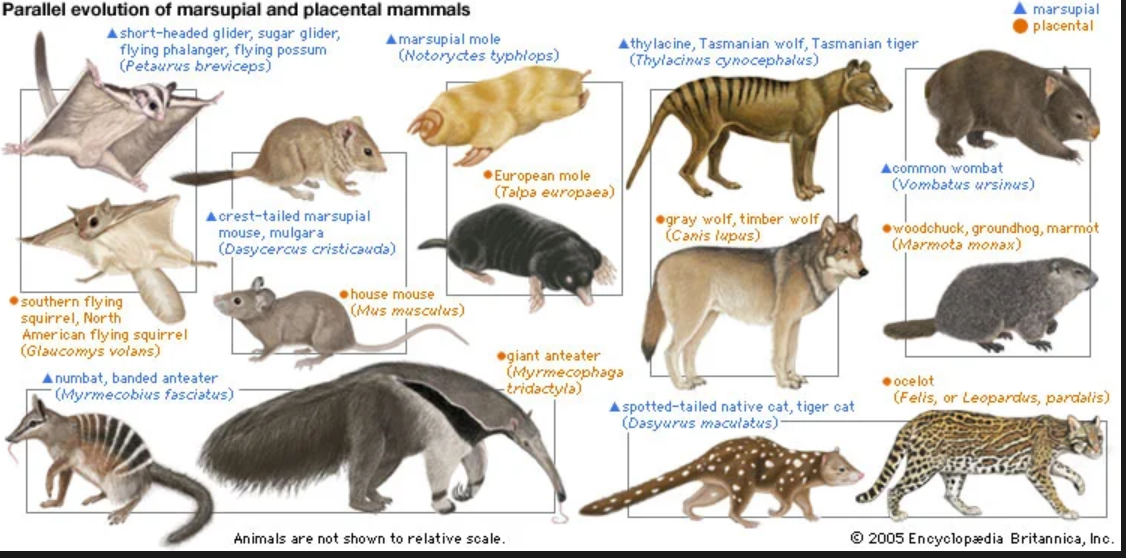 Parallel evolution of marsupial and placental mammals
marsupial
placental
short-headed glider, sugar glider,
flying phalanger, flying possum
(Petaurus breviceps)
marsupial mole
(Notoryctes typhlops)
thylacine, Tasmanian wolf, Tasmanian tiger
(Thylacinus cynocephalus)
common wombat
(Vombatus ursinus)
European mole
(Talpa europaea)
crest-tailed marsupial
mouse, mulgara
(Dasycercus cristicauda)
gray wolf, timber wolf
(Canis lupus)
woodchuck, groundhog, marmot
(Marmota monax)
southern flying
squirrel, North
American flying squirrel
(Glaucomys volans)
house mouse
(Mus musculus)
giant anteater
(Myrmecophaga
tridactyla)
numbat, banded anteater
(Myrmecobius fasciatus)
spotted-tailed native cat, tiger cat
(Dasyurus maculatus)
ocelot
(Felis, or Leopardus, pardalis)
Animals are not shown to relative scale.
© 2005 Encyclopædia Britannica, Inc.